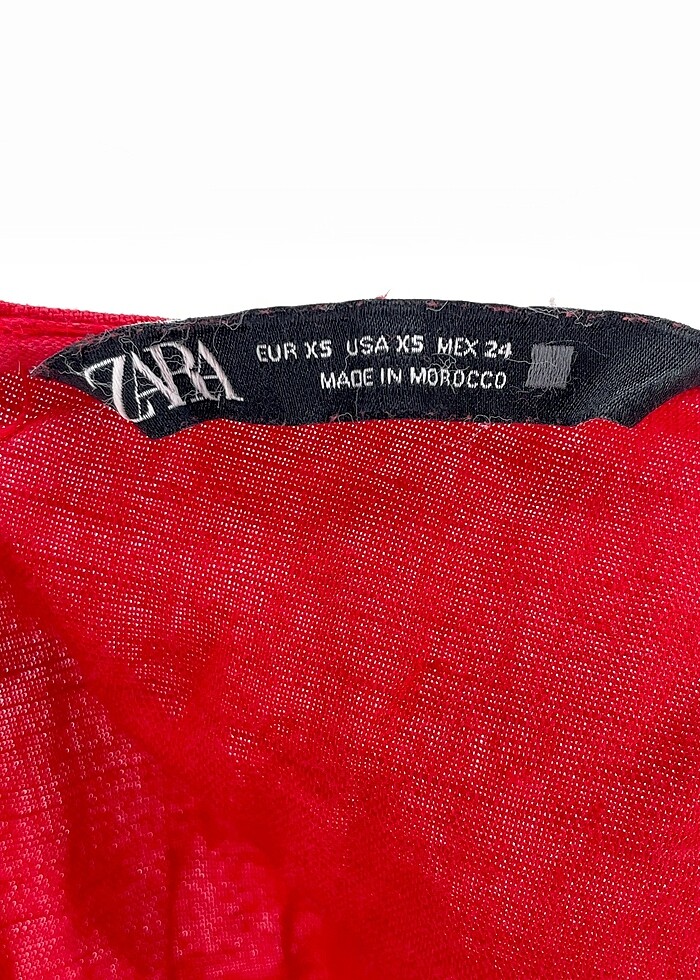 ZARA
EUR XS USA XS MEX 24
MADE IN MOROCCO